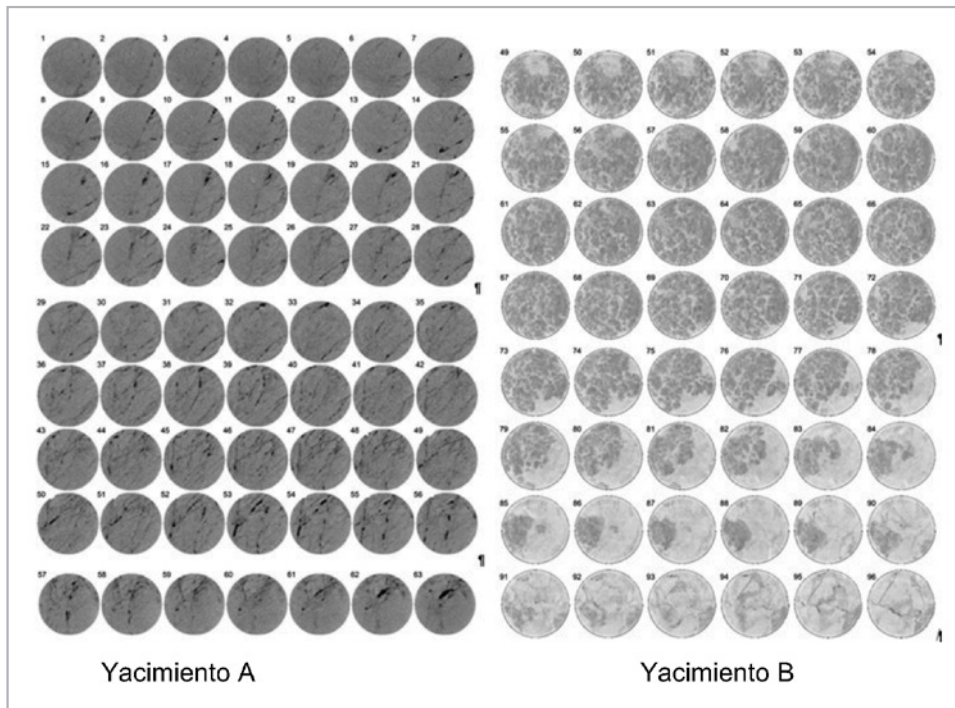 1 2 3 4 5 6 7
8 9 10 11 12 13 14
15 16 17 18 19 20 21
22 23 24 25 26 27 28
¶
29 30 31 32 33 34 35
36 37 38 39 40 41 42
43 44 45 46 47 48 49
50 51 52 53 54 55 56
¶
57 58 59 60 61 62 63
Yacimiento A
49 50 51 52 53 54
55 56 57 58 59 60
61 62 63 64 65 66
67 68 69 70 71 72
¶
73 74 75 76 77 78
79 80 81 82 83 84
85 86 87 88 89 90
91 92 93 94 95 96
¶
Yacimiento B